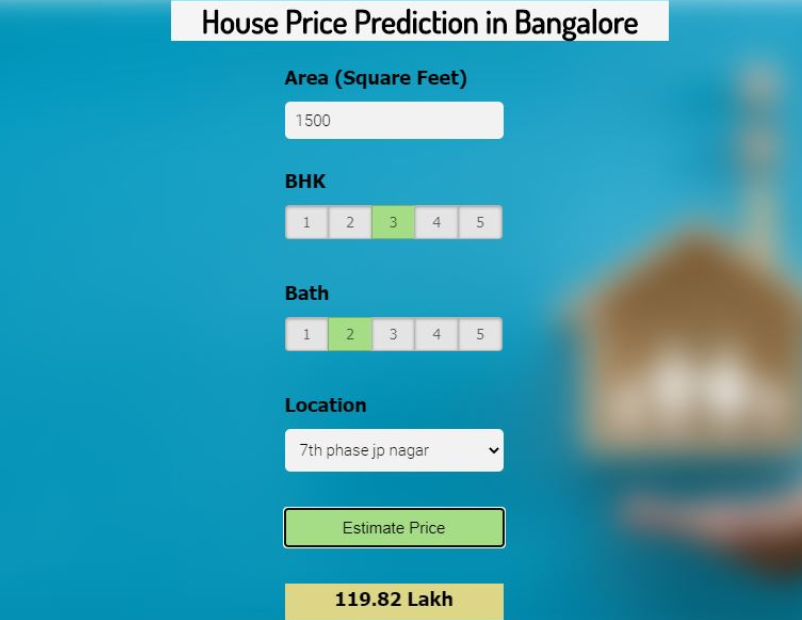 House Price Prediction in Bangalore
Area (Square Feet)
1500
BHK
1 2 3 4 5
Bath
1 2 3 4 5
Location
7th phase jp nagar
Estimate Price
119.82 Lakh